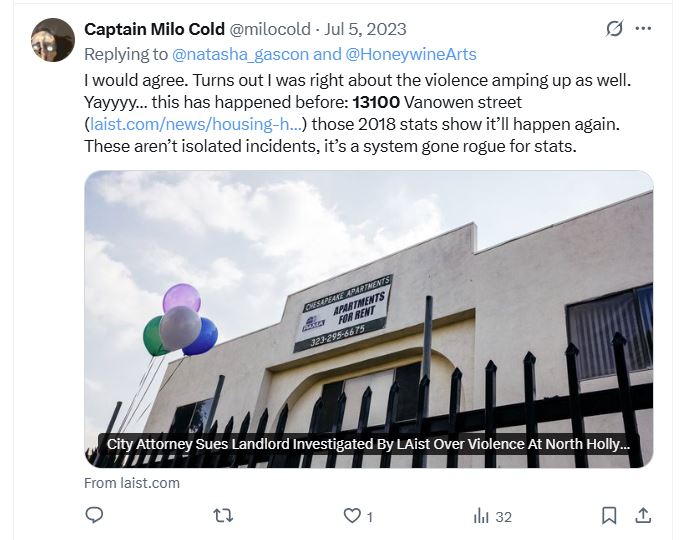 Captain Milo Cold @milocold · Jul 5, 2023
Replying to @natasha_gascon and @HoneywineArts
I would agree. Turns out I was right about the violence amping up as well.
Yayyyy... this has happened before: 13100 Vanowen street
(laist.com/news/housing-h...) those 2018 stats show it’ll happen again.
These aren’t isolated incidents, it’s a system gone rogue for stats.
CHESAPEAKE APARTMENTS
APARTMENTS
FOR RENT
323-295-6675
City Attorney Sues Landlord Investigated By LAist Over Violence At North Holly...
From laist.com
1
32